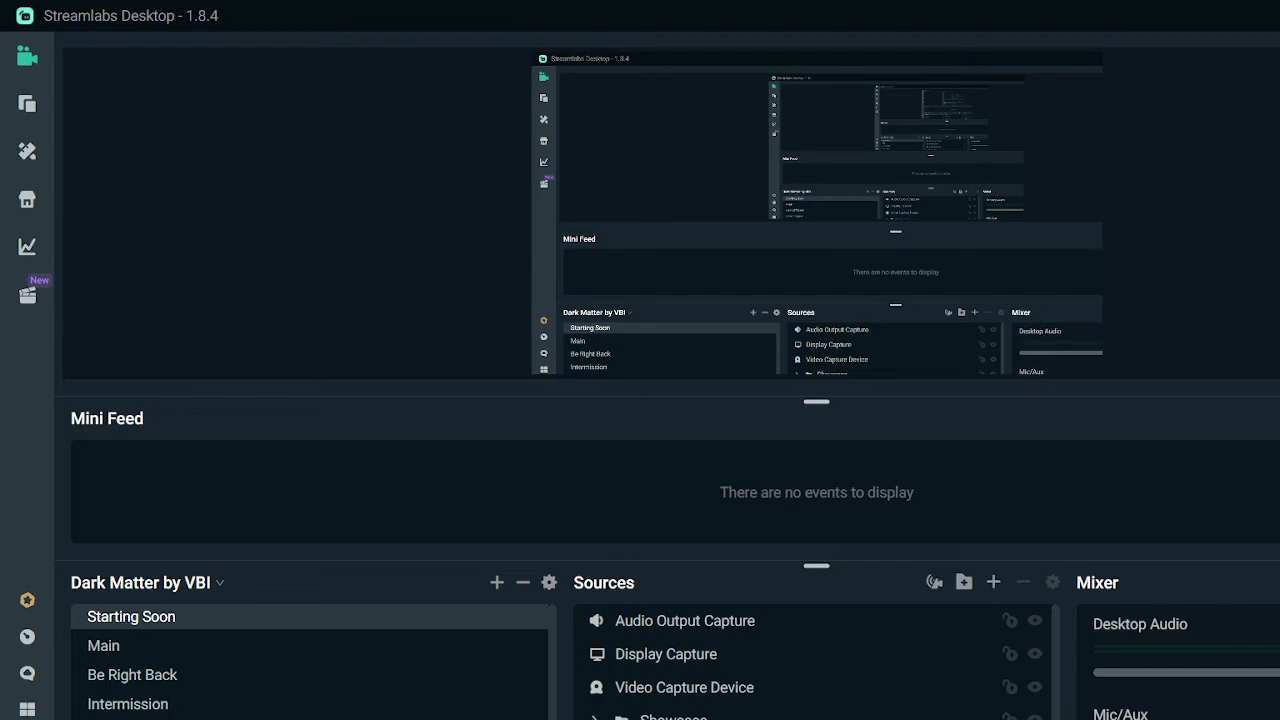 Streamlabs Desktop - 1.8.4
Streamlabs Desktop - 1.8.4
New
Mini Feed
There are no events to display
Dark Matter by VBI
Sources
Mixer
Starting Soon
Audio Output Capture
Desktop Audio
Main
Display Capture
Be Right Back
Video Capture Device
Intermission
Mic/Aux
New
Mini Feed
There are no events to display
Dark Matter by VBI
Sources
Mixer
Starting Soon
Audio Output Capture
Desktop Audio
Main
Display Capture
Be Right Back
Video Capture Device
Intermission
Showcase
Mic/Aux